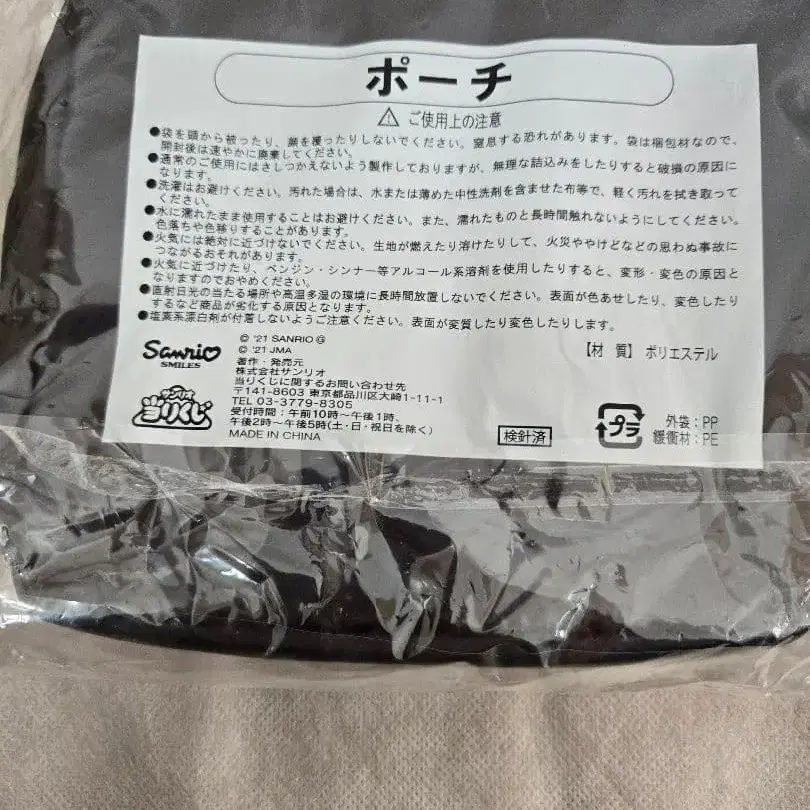 ポーチ
⚠ ご使用上の注意
●袋を頭から被ったり、顔を覆ったりしないでください。窒息する恐れがあります。袋は梱包材なので、
開封後は速やかに廃棄してください。
●通常のご使用にはさしつかえないよう製作しておりますが、無理な詰込みをしたりすると破損の原因に
なります。
●洗濯はお避けください。汚れた場合は、水または薄めた中性洗剤を含ませた布等で、軽く汚れを拭き取って
ください。
●水に濡れたまま使用することはお避けください。また、濡れたものと長時間触れないようにしてください。
色落ちや色移りすることがあります。
●火気には絶対に近づけないでください。生地が燃えたり溶けたりして、火災ややけどなどの思わぬ事故に
つながるおそれがあります。
●火気に近づけたり、ベンジン・シンナー等アルコール系溶剤を使用したりすると、変形・変色の原因と
なりますのでおやめください。
●直射日光の当たる場所や高温多湿の環境に長時間放置しないでください。表面が色あせしたり、変色したり
するなど商品が劣化する原因となります。
●塩素系漂白剤が付着しないようご注意ください。表面が変質したり変色したりします。
Sanrio
SMILES
サンリオ
当りくじ
© '21 SANRIO Ⓖ
© '21 JMA
著作・発売元
株式会社サンリオ
当りくじに関するお問い合わせ先
〒141-8603 東京都品川区大崎1-11-1
TEL 03-3779-8305
受付時間：午前10時〜午後1時、
午後2時〜午後5時(土・日・祝日を除く)
MADE IN CHINA
【材 質】 ポリエステル
検針済
プラ
外袋：PP
緩衝材：PE